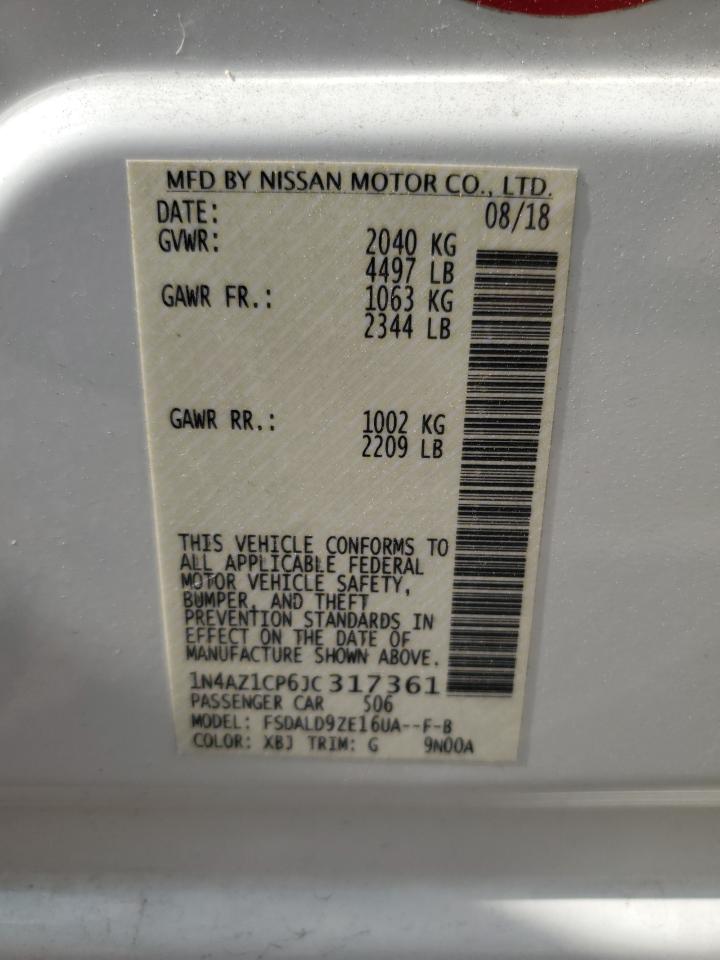 MFD BY NISSAN MOTOR CO., LTD.
DATE: 08/18
GVWR: 2040 KG
4497 LB
GAWR FR.: 1063 KG
2344 LB
GAWR RR.: 1002 KG
2209 LB
THIS VEHICLE CONFORMS TO
ALL APPLICABLE FEDERAL
MOTOR VEHICLE SAFETY,
BUMPER, AND THEFT
PREVENTION STANDARDS IN
EFFECT ON THE DATE OF
MANUFACTURE SHOWN ABOVE.
1N4AZ1CP6JC 317361
PASSENGER CAR 506
MODEL: FSDALD9ZE16UA--F-B
COLOR: XBJ TRIM: G 9N00A